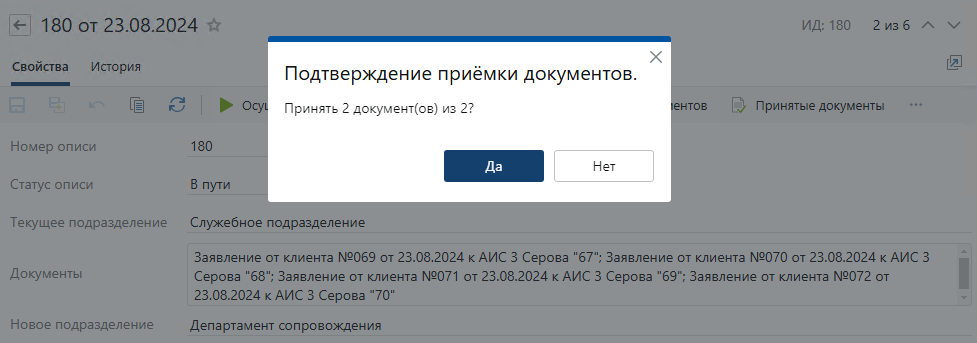 180 от 23.08.2024
ИД: 180
2 из 6
Свойства
История
Подтверждение приёмки документов.
Принять 2 документ(ов) из 2?
Да
Нет
Принятые документы
Номер описи
180
Статус описи
В пути
Текущее подразделение
Служебное подразделение
Документы
Заявление от клиента №069 от 23.08.2024 к АИС 3 Серова "67"; Заявление от клиента №070 от 23.08.2024 к АИС 3
Серова "68"; Заявление от клиента №071 от 23.08.2024 к АИС 3 Серова "69"; Заявление от клиента №072 от
23.08.2024 к АИС 3 Серова "70"
Новое подразделение
Департамент сопровождения